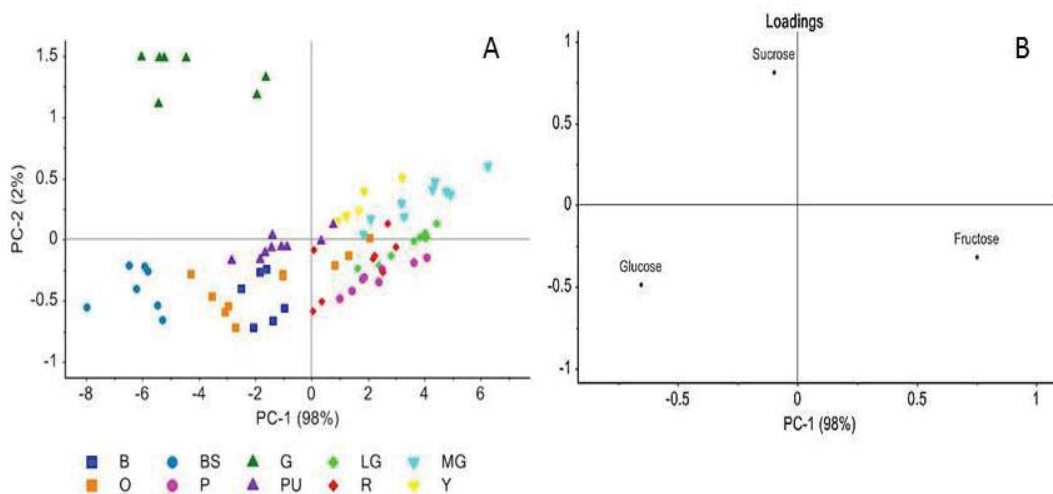 A
1.5
1
0.5
0
-0.5
-1
PC-2 (2%)
-8 -6 -4 -2 0 2 4 6
PC-1 (98%)
B BS G LG MG
O P PU R Y
Loadings
B
1
0.5
0
-0.5
-1
Sucrose
Glucose
Fructose
-0.5 0 0.5 1
PC-1 (98%)